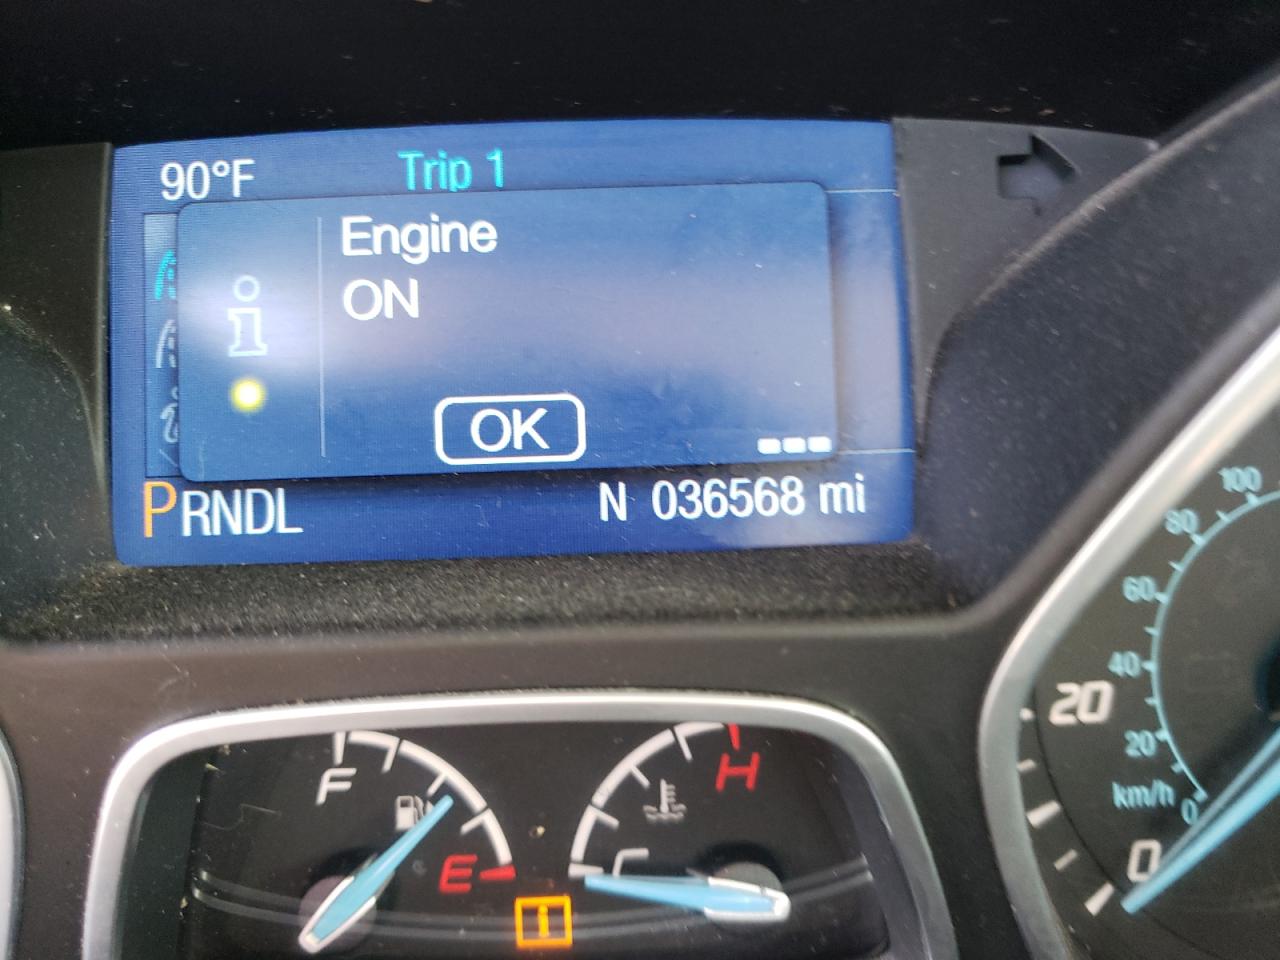 90°F Trip 1
Engine
ON
OK
PRNDL N 036568 mi
F
E
H
C
100
80
60
40
20
20
km/h
0
0